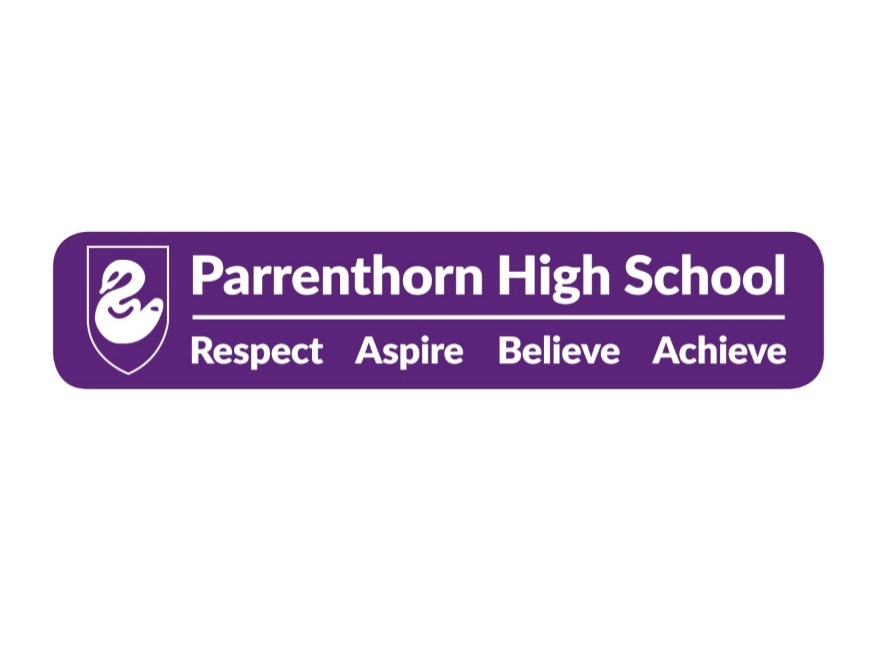 Parrenthorn High School
Respect Aspire Believe Achieve